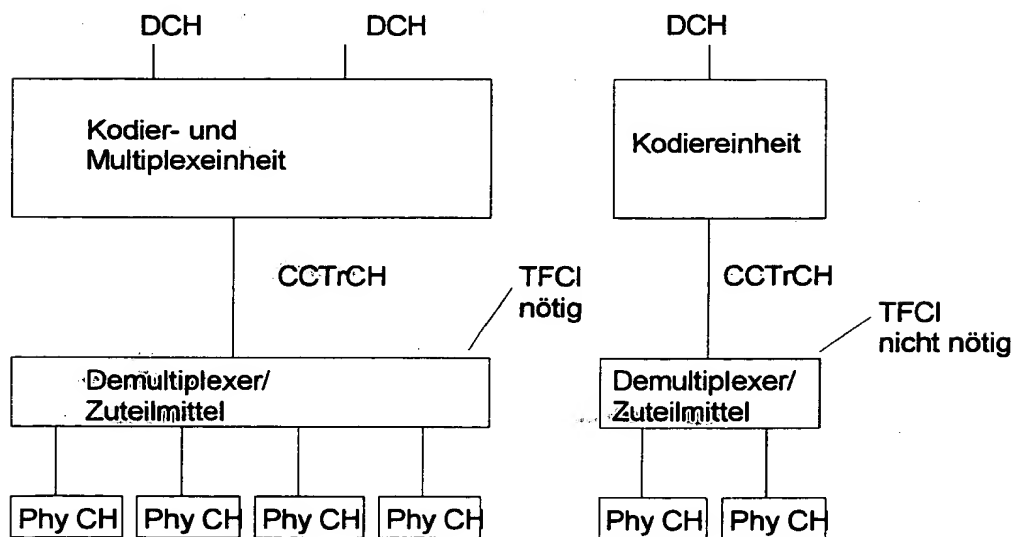 DCH DCH DCH
Kodier- und
Multiplexeinheit
Kodiereinheit
CCTrCH
TFCI
nötig
CCTrCH
TFCI
nicht nötig
Demultiplexer/
Zuteilmittel
Demultiplexer/
Zuteilmittel
Phy CH Phy CH Phy CH Phy CH Phy CH Phy CH